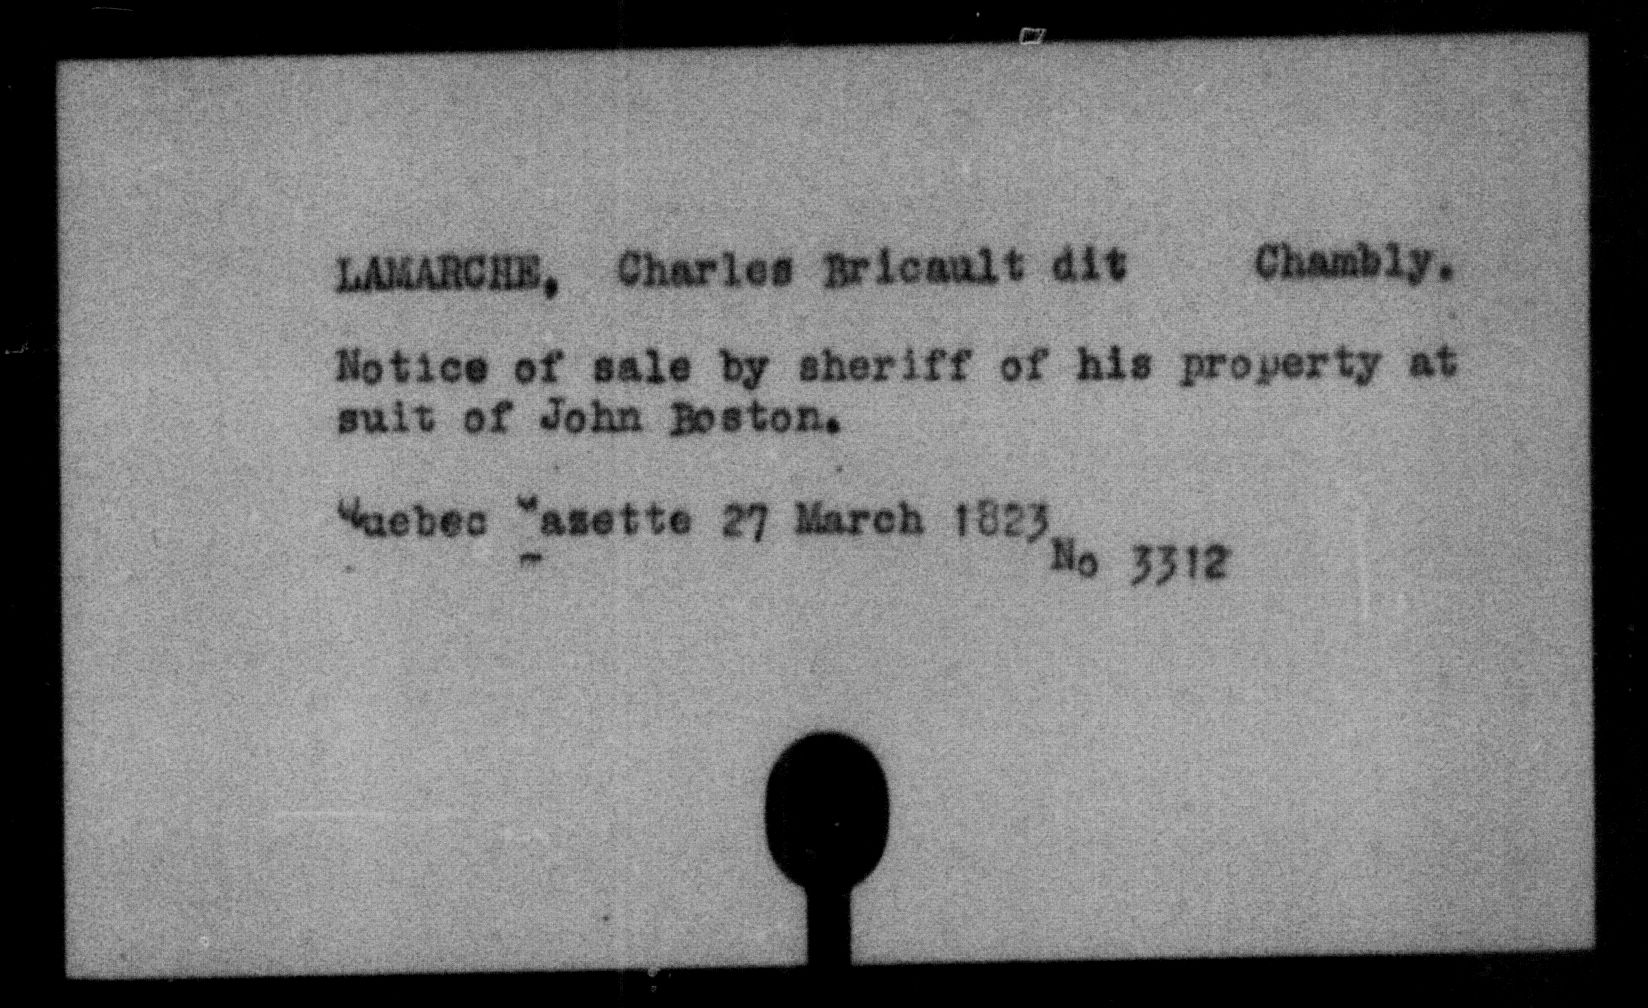 LAMARCHE, Charles Bricault dit Chambly.
Notice of sale by sheriff of his property at
suit of John Boston.
Quebec Gazette 27 March 1823
No 3312